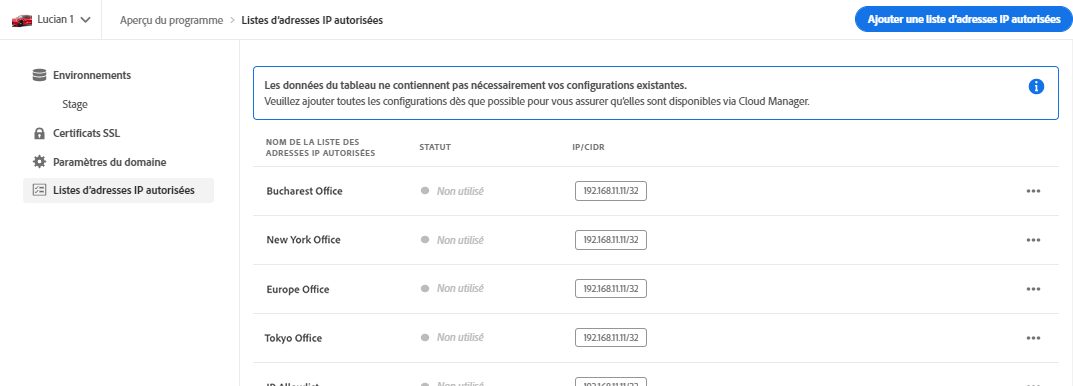 Lucian 1
Aperçu du programme > Listes d'adresses IP autorisées
Ajouter une liste d'adresses IP autorisées
Environnements
Stage
Certificats SSL
Paramètres du domaine
Listes d'adresses IP autorisées
Les données du tableau ne contiennent pas nécessairement vos configurations existantes.
Veuillez ajouter toutes les configurations dès que possible pour vous assurer qu'elles sont disponibles via Cloud Manager.
NOM DE LA LISTE DES
ADRESSES IP AUTORISÉES
STATUT
IP/CIDR
Bucharest Office
Non utilisé
192.168.11.11/32
New York Office
Non utilisé
192.168.11.11/32
Europe Office
Non utilisé
192.168.11.11/32
Tokyo Office
Non utilisé
192.168.11.11/32
Non utilisé
192.168.11.11/32